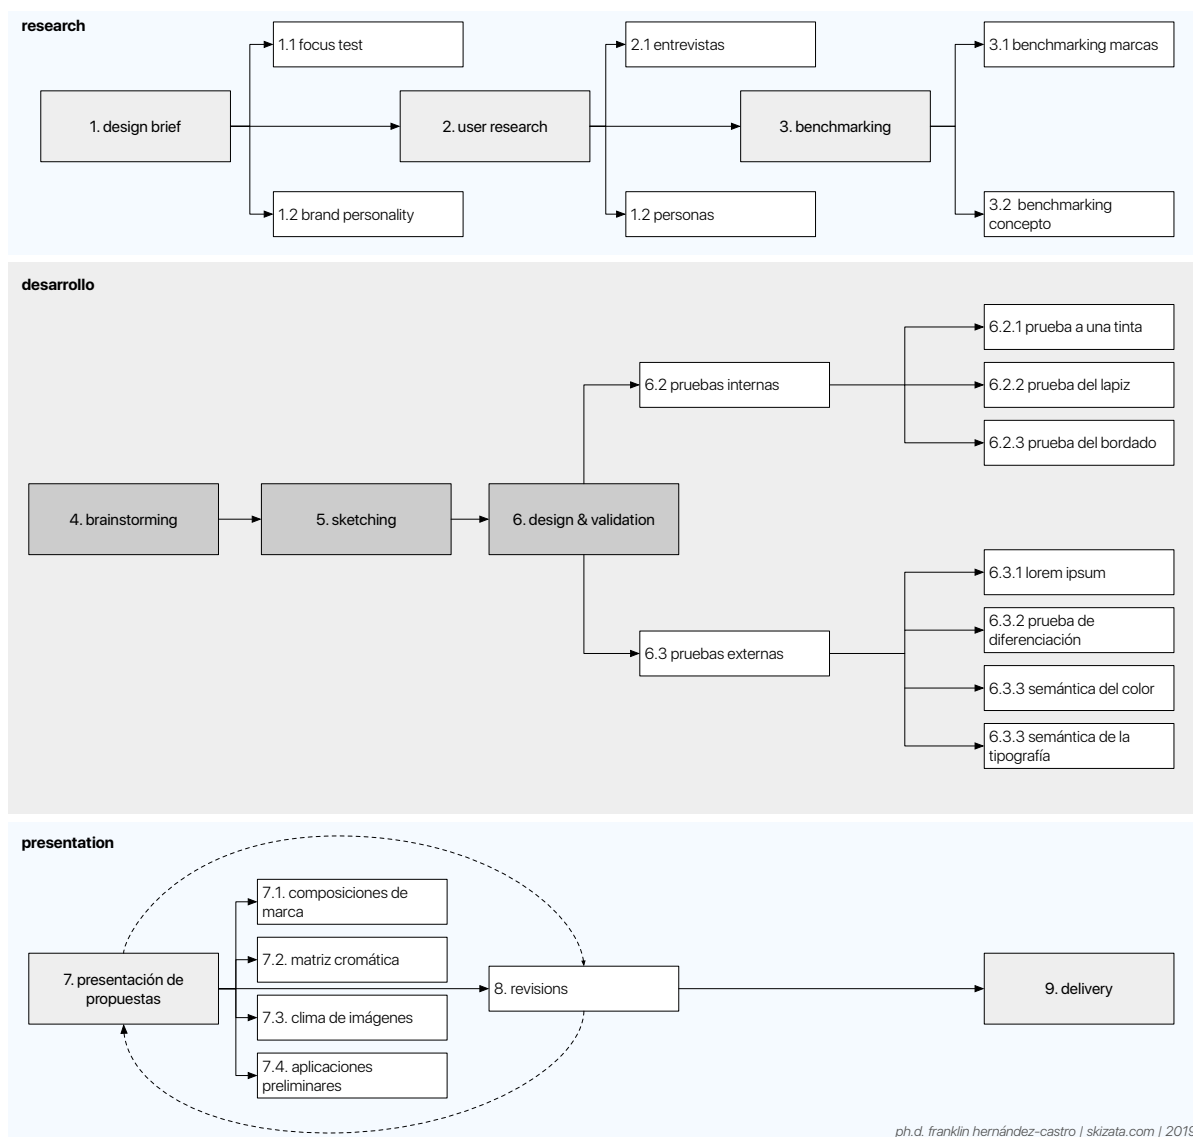 research
1.1 focus test
2.1 entrevistas
3.1 benchmarking marcas
1. design brief
2. user research
3. benchmarking
1.2 brand personality
1.2 personas
3.2 benchmarking
concepto
desarrollo
6.2.1 prueba a una tinta
6.2 pruebas internas
6.2.2 prueba del lapiz
6.2.3 prueba del bordado
4. brainstorming
5. sketching
6. design & validation
6.3.1 lorem ipsum
6.3.2 prueba de
diferenciación
6.3 pruebas externas
6.3.3 semántica del color
6.3.3 semántica de la
tipografía
presentation
7.1. composiciones de
marca
7.2. matriz cromática
7. presentación de
propuestas
8. revisions
9. delivery
7.3. clima de imágenes
7.4. aplicaciones
preliminares
ph.d. franklin hernández-castro | skizata.com | 2019